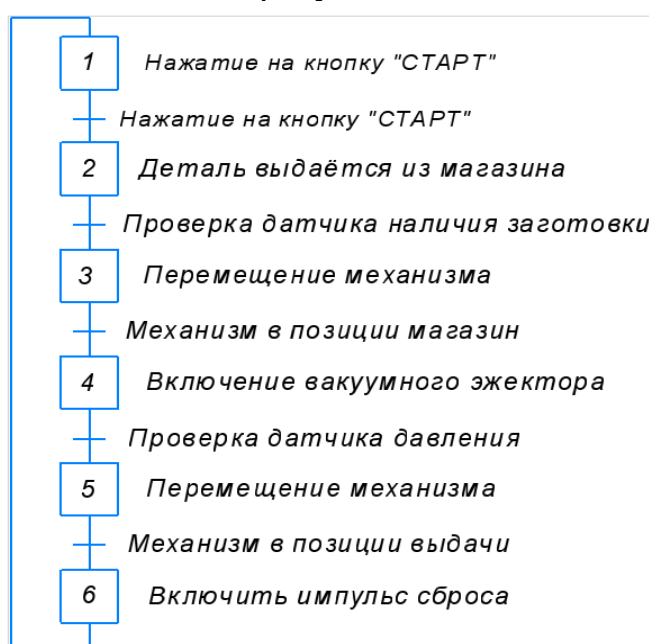 1 Нажатие на кнопку "СТАРТ"
Нажатие на кнопку "СТАРТ"
2 Деталь выдаётся из магазина
Проверка датчика наличия заготовки
3 Перемещение механизма
Механизм в позиции магазин
4 Включение вакуумного эжектора
Проверка датчика давления
5 Перемещение механизма
Механизм в позиции выдачи
6 Включить импульс сброса